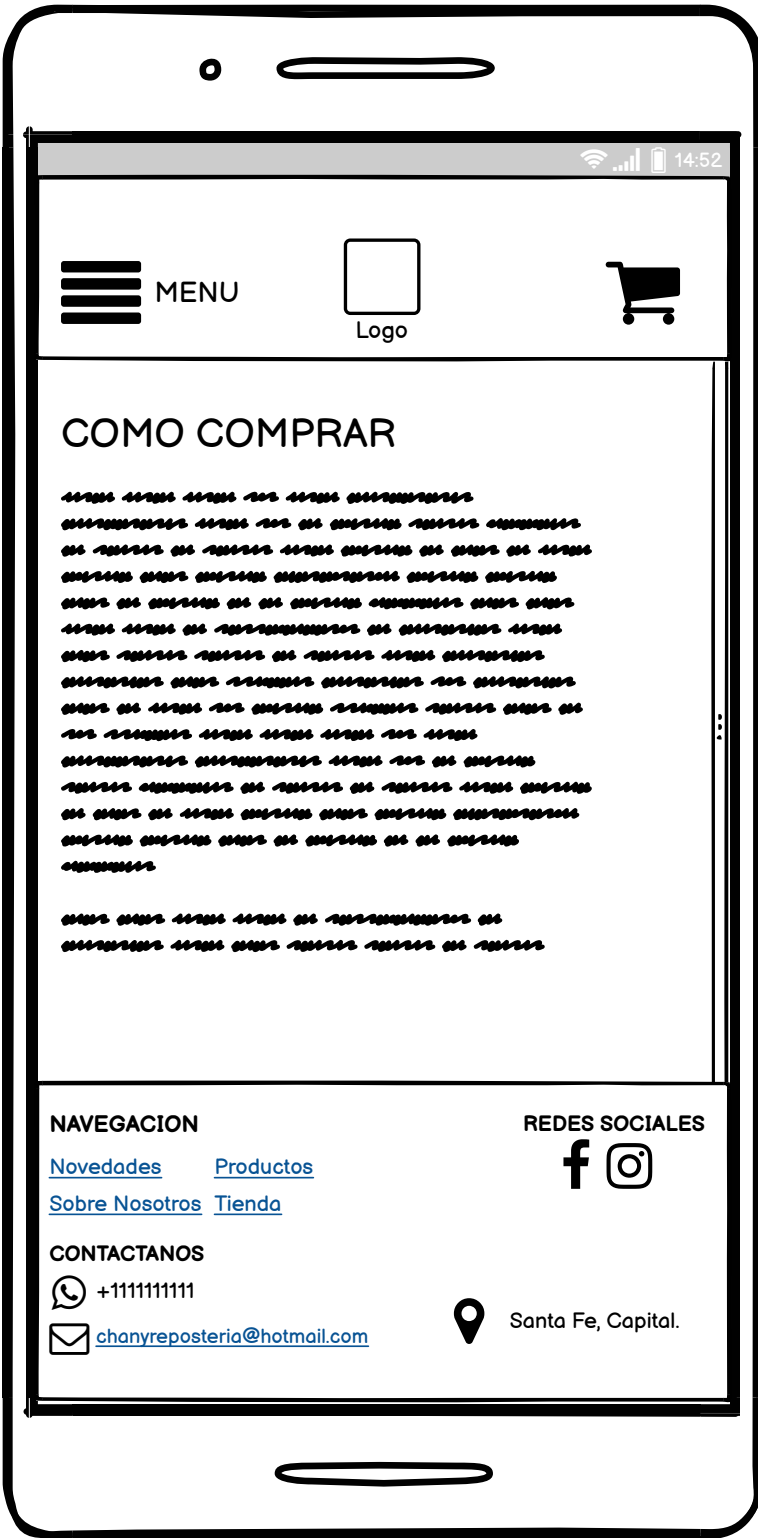 14:52
MENU
Logo
COMO COMPRAR
NAVEGACION
REDES SOCIALES
Novedades Productos
Sobre Nosotros Tienda
CONTACTANOS
+1111111111
Santa Fe, Capital.
chanyreposteria@hotmail.com